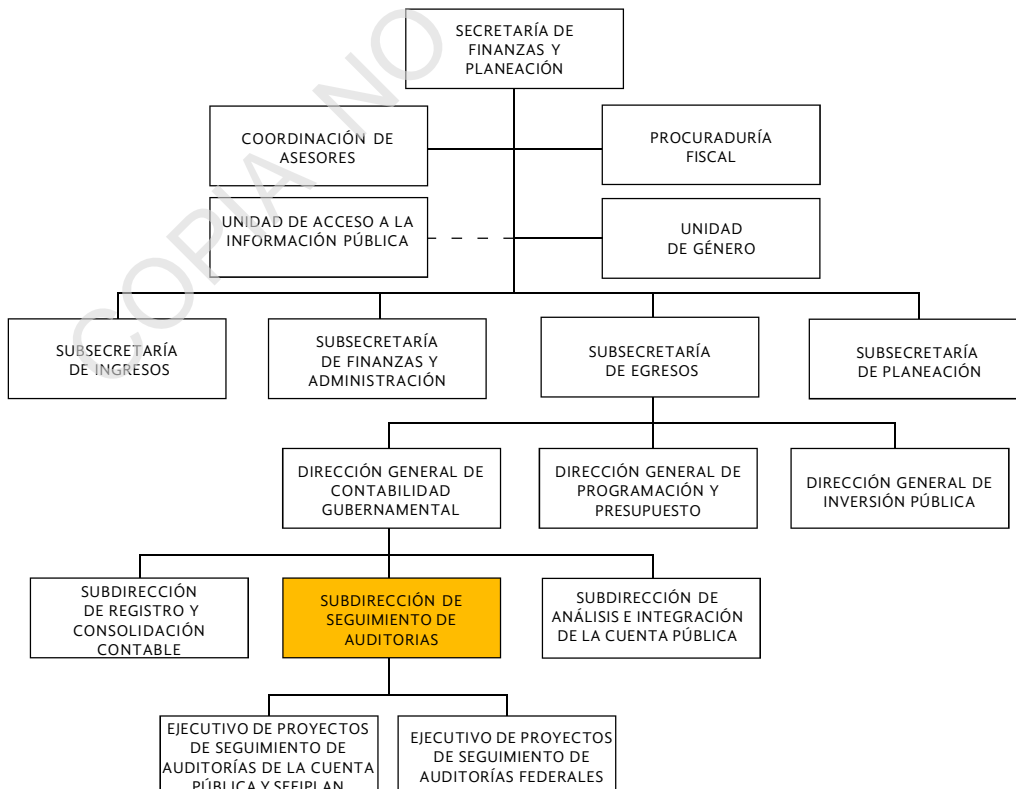 SECRETARÍA DE
FINANZAS Y
PLANEACIÓN
COPIA NO
COORDINACIÓN DE
ASESORES
PROCURADURÍA
FISCAL
UNIDAD DE ACCESO A LA
INFORMACIÓN PÚBLICA
UNIDAD
DE GÉNERO
SUBSECRETARÍA
DE INGRESOS
SUBSECRETARÍA
DE FINANZAS Y
ADMINISTRACIÓN
SUBSECRETARÍA
DE EGRESOS
SUBSECRETARÍA
DE PLANEACIÓN
DIRECCIÓN GENERAL DE
CONTABILIDAD
GUBERNAMENTAL
DIRECCIÓN GENERAL DE
PROGRAMACIÓN Y
PRESUPUESTO
DIRECCIÓN GENERAL DE
INVERSIÓN PÚBLICA
SUBDIRECCIÓN
DE REGISTRO Y
CONSOLIDACIÓN
CONTABLE
SUBDIRECCIÓN DE
SEGUIMIENTO DE
AUDITORIAS
SUBDIRECCIÓN DE
ANÁLISIS E INTEGRACIÓN
DE LA CUENTA PÚBLICA
EJECUTIVO DE PROYECTOS
DE SEGUIMIENTO DE
AUDITORÍAS DE LA CUENTA
PÚBLICA Y SEFIPLAN
EJECUTIVO DE PROYECTOS
DE SEGUIMIENTO DE
AUDITORÍAS FEDERALES